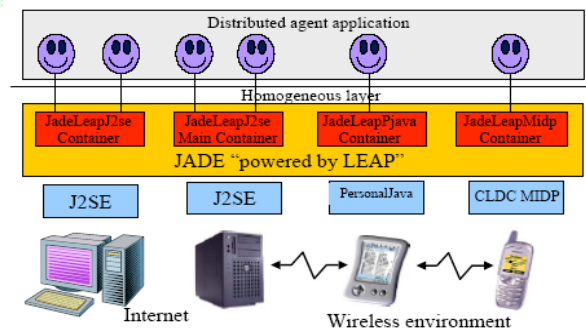 Distributed agent application
Homogeneous layer
JadeLeapJ2se
Container
JadeLeapJ2se
Main Container
JadeLeapPjava
Container
JadeLeapMidp
Container
JADE “powered by LEAP”
J2SE
J2SE
PersonalJava
CLDC MIDP
Internet
Wireless environment